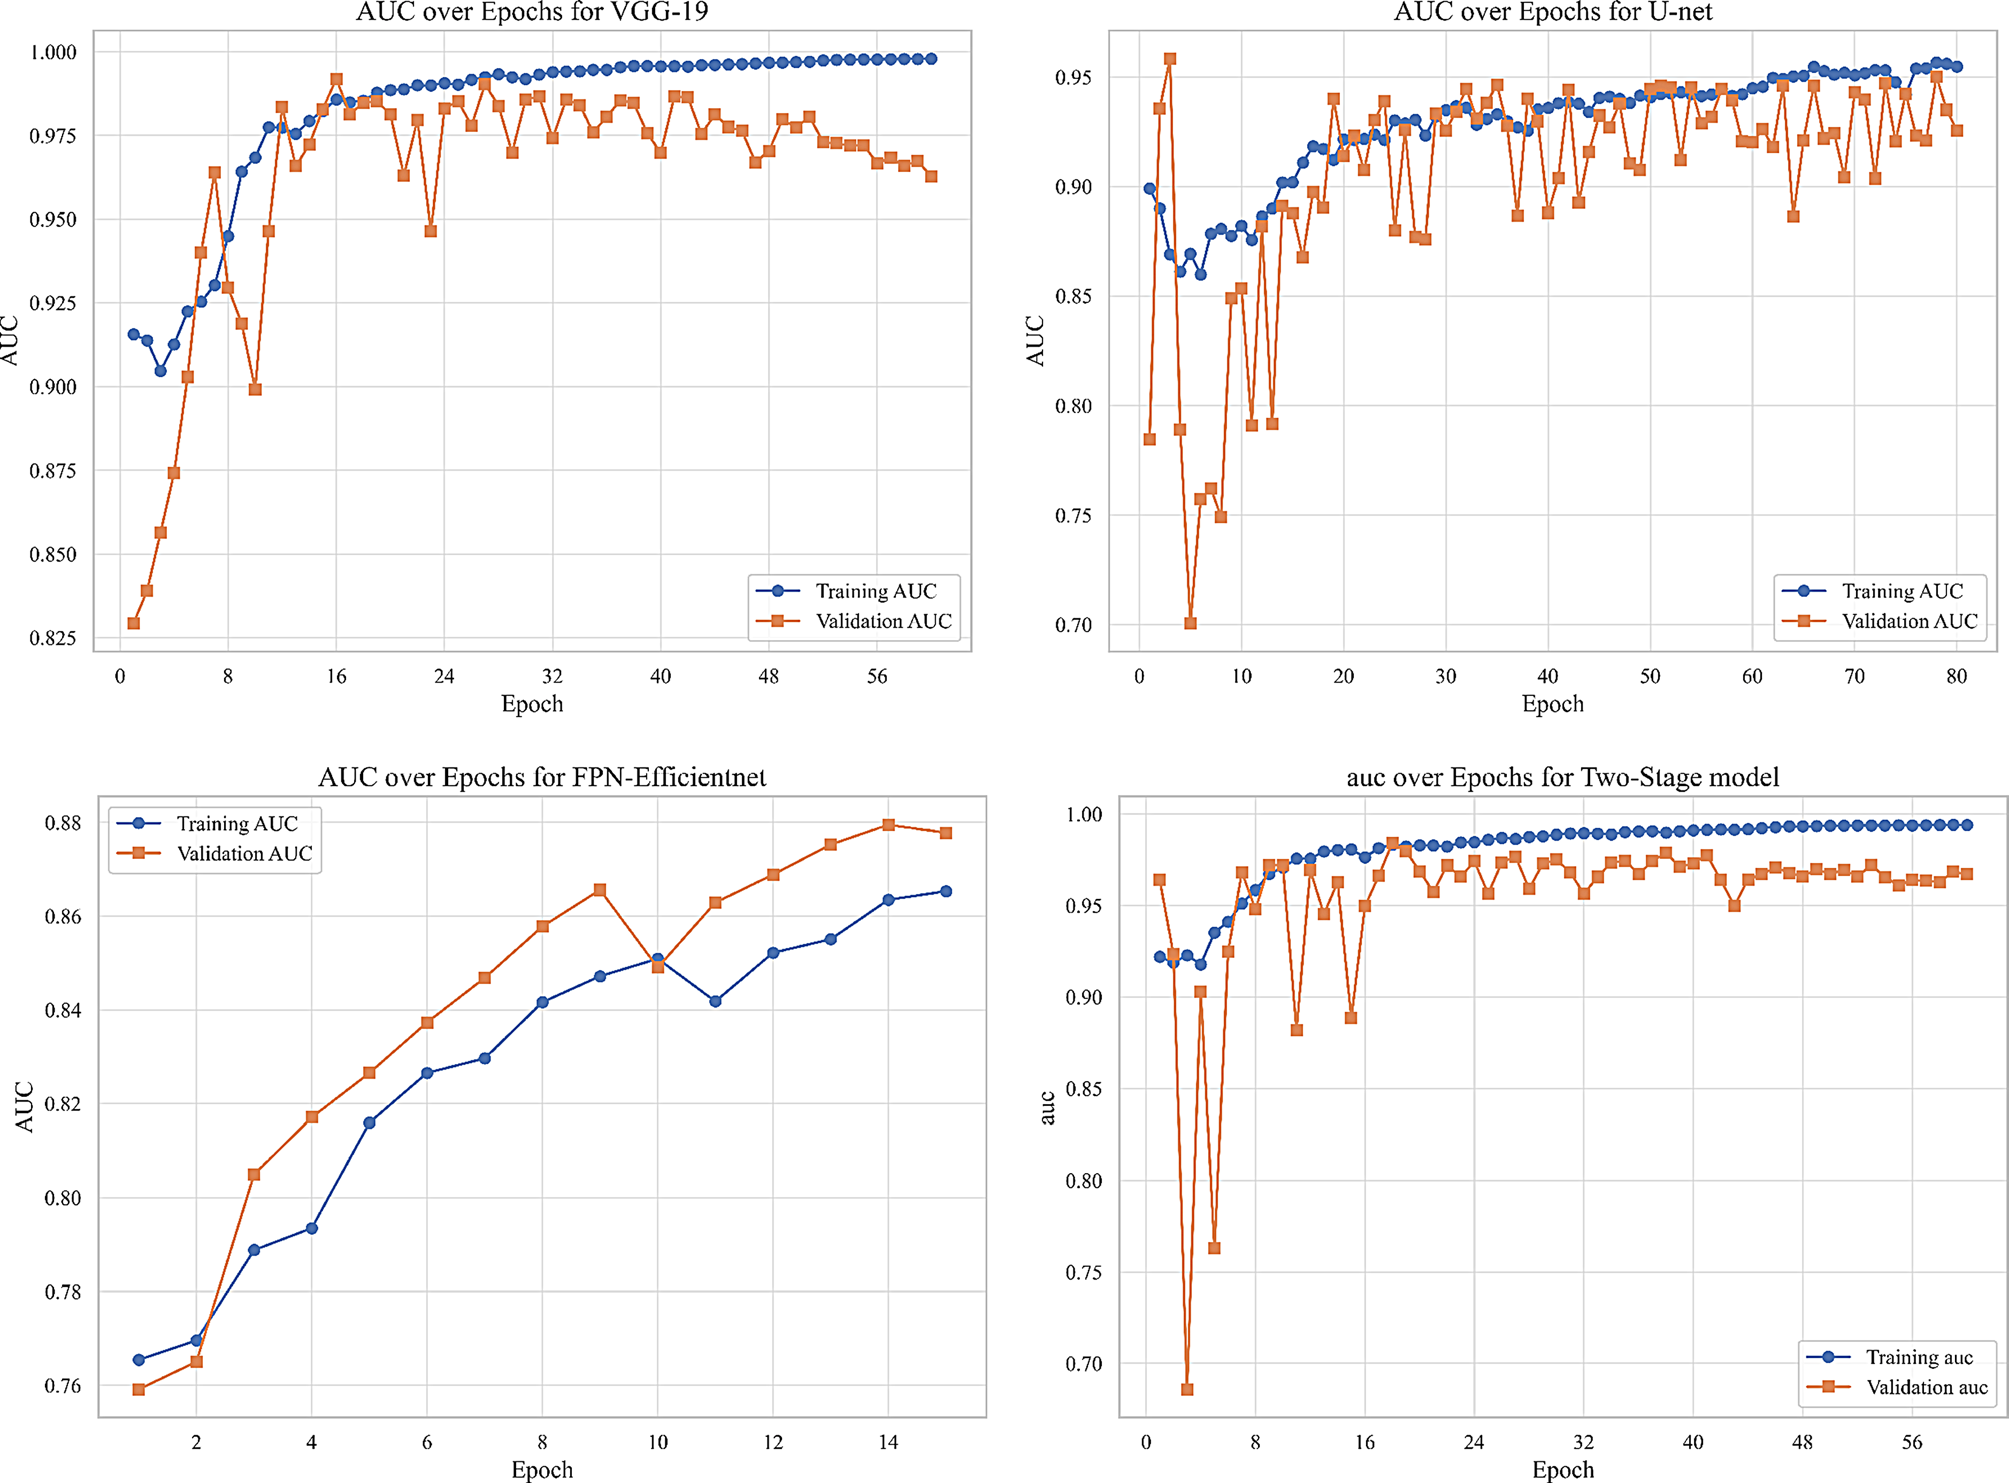 AUC over Epochs for VGG-19
1.000
0.975
0.950
0.925
0.900
0.875
0.850
0.825
AUC
Training AUC
Validation AUC
0 8 16 24 32 40 48 56
Epoch
AUC over Epochs for U-net
0.95
0.90
0.85
0.80
0.75
0.70
AUC
Training AUC
Validation AUC
0 10 20 30 40 50 60 70 80
Epoch
AUC over Epochs for FPN-Efficientnet
Training AUC
Validation AUC
0.88
0.86
0.84
0.82
0.80
0.78
0.76
AUC
2 4 6 8 10 12 14
Epoch
auc over Epochs for Two-Stage model
1.00
0.95
0.90
0.85
0.80
0.75
0.70
auc
Training auc
Validation auc
0 8 16 24 32 40 48 56
Epoch